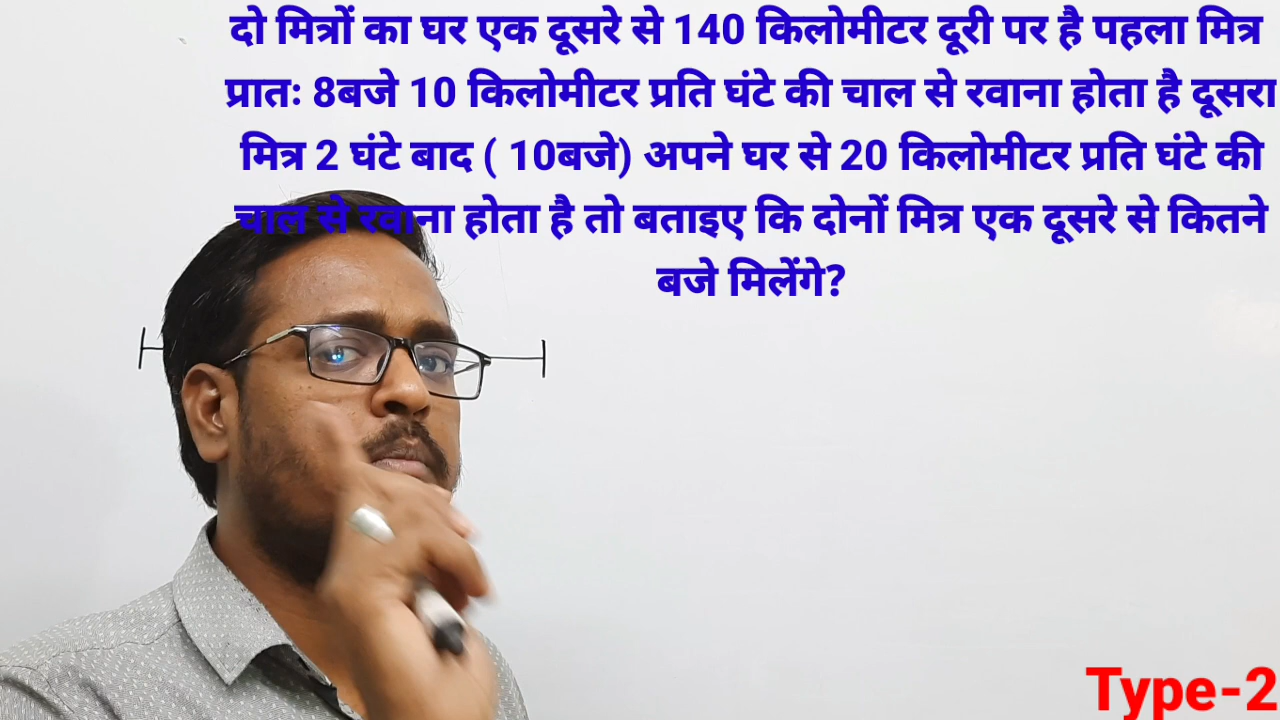 दो मित्रों का घर एक दूसरे से 140 किलोमीटर दूरी पर है पहला मित्र
प्रातः 8बजे 10 किलोमीटर प्रति घंटे की चाल से रवाना होता है दूसरा
मित्र 2 घंटे बाद ( 10बजे) अपने घर से 20 किलोमीटर प्रति घंटे की
चाल से रवाना होता है तो बताइए कि दोनों मित्र एक दूसरे से कितने
बजे मिलेंगे?
Type-2